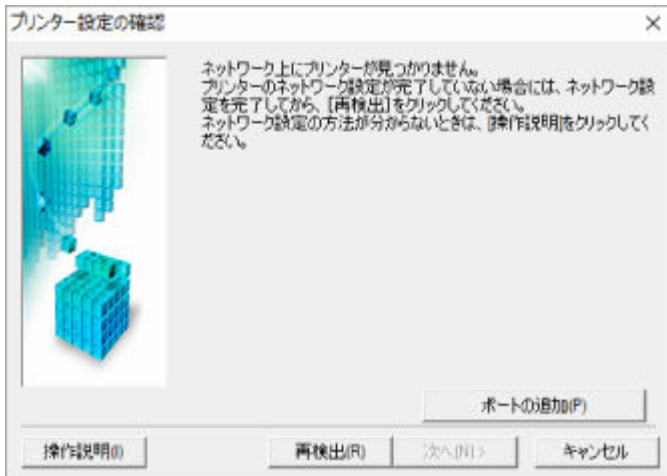 プリンター設定の確認
ネットワーク上にプリンターが見つかりません。
プリンターのネットワーク設定が完了していない場合には、ネットワーク設
定を完了してから、[再検出]をクリックしてください。
ネットワーク設定の方法が分からないときは、[操作説明]をクリックしてく
ださい。
ポートの追加(P)
操作説明(I)
再検出(R)
次へ(N) >
キャンセル